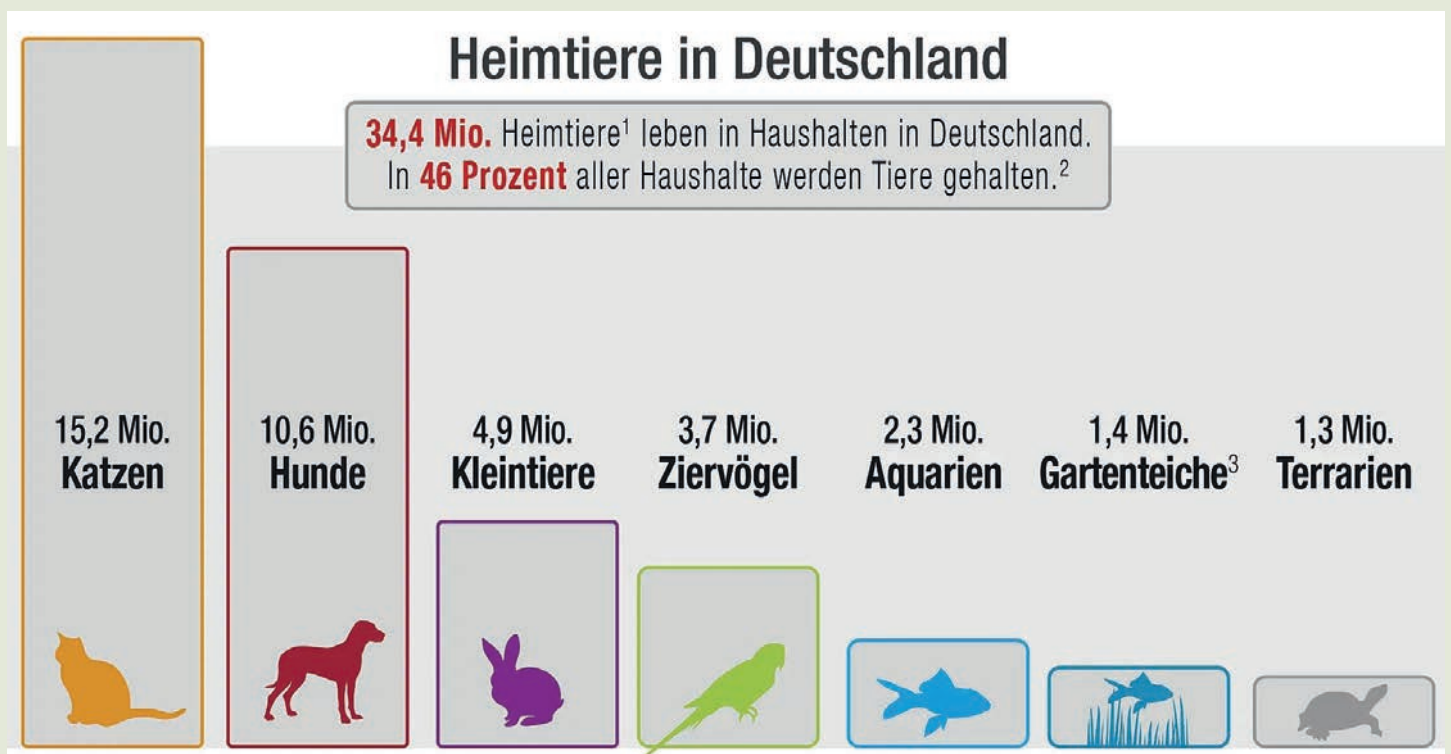 Heimtiere in Deutschland
34,4 Mio. Heimtiere¹ leben in Haushalten in Deutschland.
In 46 Prozent aller Haushalte werden Tiere gehalten.²
15,2 Mio.
Katzen
10,6 Mio.
Hunde
4,9 Mio.
Kleintiere
3,7 Mio.
Ziervögel
2,3 Mio.
Aquarien
1,4 Mio.
Gartenteiche³
1,3 Mio.
Terrarien